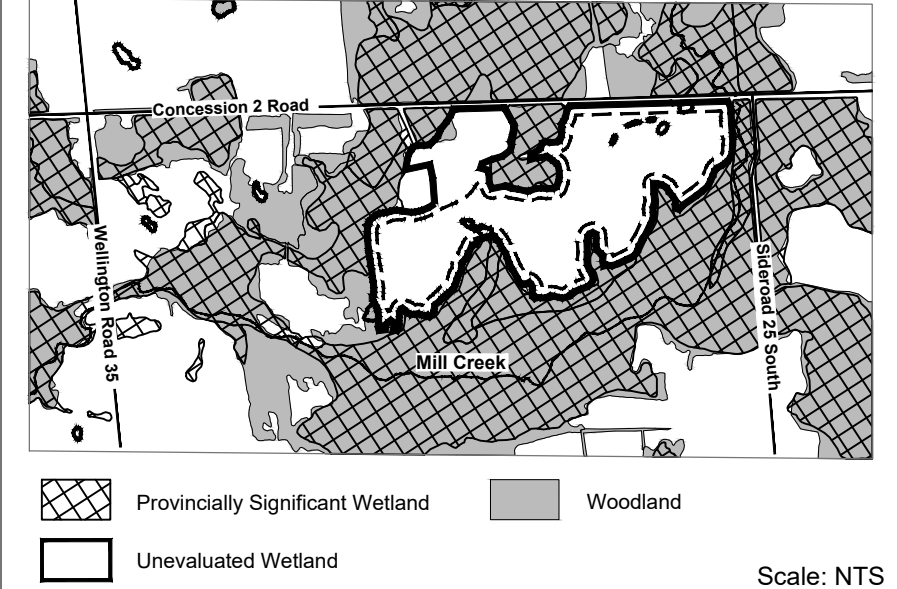 Concession 2 Road
Wellington Road 35
Sideroad 25 South
Mill Creek
Provincially Significant Wetland
Woodland
Unevaluated Wetland
Scale: NTS